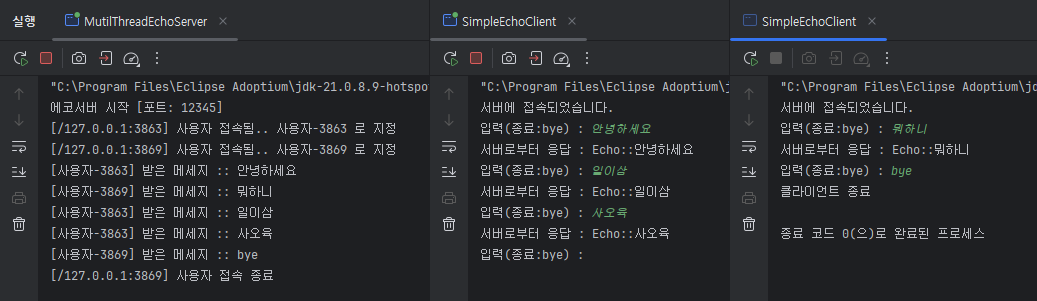 실행
MutilThreadEchoServer
"C:\Program Files\Eclipse Adoptium\jdk-21.0.8.9-hotspo
에코서버 시작 [포트: 12345]
[/127.0.0.1:3863] 사용자 접속됨.. 사용자-3863 로 지정
[/127.0.0.1:3869] 사용자 접속됨.. 사용자-3869 로 지정
[사용자-3863] 받은 메세지 :: 안녕하세요
[사용자-3869] 받은 메세지 :: 뭐하니
[사용자-3863] 받은 메세지 :: 일이삼
[사용자-3863] 받은 메세지 :: 사오육
[사용자-3869] 받은 메세지 :: bye
[/127.0.0.1:3869] 사용자 접속 종료
SimpleEchoClient
"C:\Program Files\Eclipse Adoptium\j
서버에 접속되었습니다.
입력(종료:bye) : 안녕하세요
서버로부터 응답 : Echo::안녕하세요
입력(종료:bye) : 일이삼
서버로부터 응답 : Echo::일이삼
입력(종료:bye) : 사오육
서버로부터 응답 : Echo::사오육
입력(종료:bye) :
SimpleEchoClient
"C:\Program Files\Eclipse Adoptium\jd
서버에 접속되었습니다.
입력(종료:bye) : 뭐하니
서버로부터 응답 : Echo::뭐하니
입력(종료:bye) : bye
클라이언트 종료
종료 코드 0(으)로 완료된 프로세스